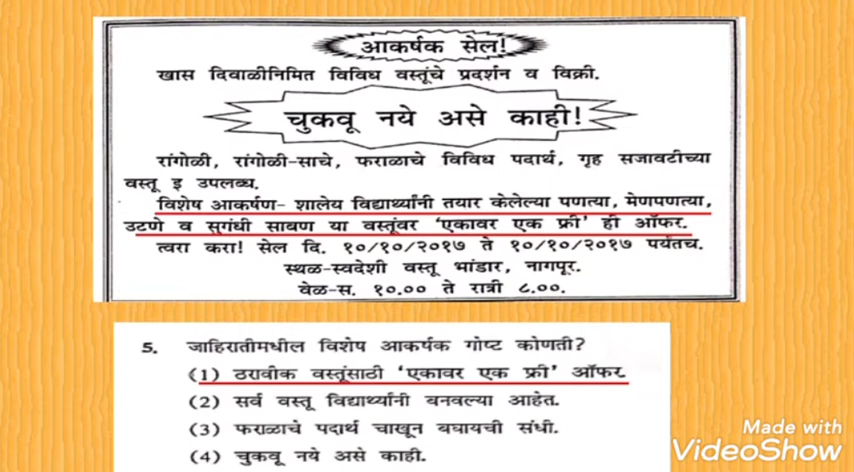 आकर्षक सेल!
खास दिवाळीनिमित विविध वस्तूंचे प्रदर्शन व विक्री.
चुकवू नये असे काही!
रांगोळी, रांगोळी-साचे, फराळाचे विविध पदार्थ, गृह सजावटीच्या
वस्तू इ उपलब्ध.
विशेष आकर्षण- शालेय विद्यार्थ्यांनी तयार केलेल्या पणत्या, मेणपणत्या,
उटणे व सुगंधी साबण या वस्तूंवर 'एकावर एक फ्री' ही ऑफर.
त्वरा करा! सेल दि. १०/१०/२०१७ ते १०/१०/२०१७ पर्यंतच.
स्थळ-स्वदेशी वस्तू भांडार, नागपूर.
वेळ-स. १०.०० ते रात्री ८.००.
5. जाहिरातीमधील विशेष आकर्षक गोष्ट कोणती?
(1) ठरावीक वस्तूंसाठी 'एकावर एक फ्री' ऑफर.
(2) सर्व वस्तू विद्यार्थ्यांनी बनवल्या आहेत.
(3) फराळाचे पदार्थ चाखून बघायची संधी.
(4) चुकवू नये असे काही.
Made with
VideoShow